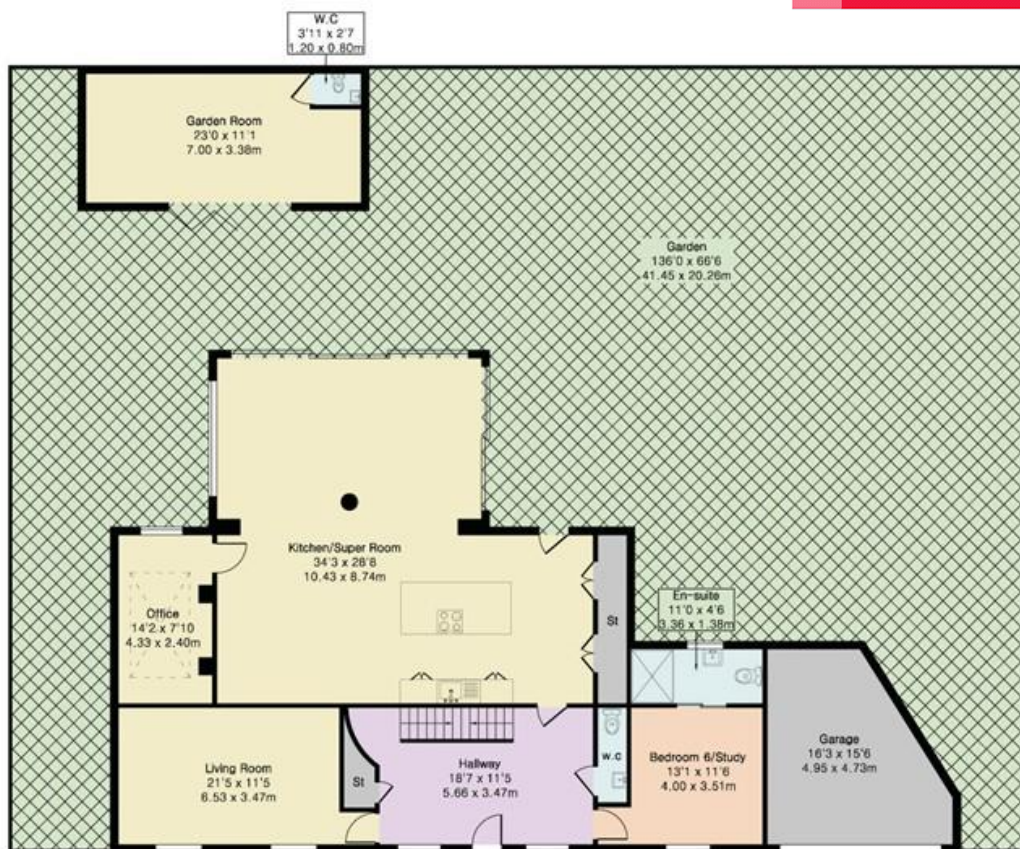 W.C
3'11 x 2'7
1.20 x 0.80m
Garden Room
23'0 x 11'1
7.00 x 3.38m
Garden
136'0 x 66'6
41.45 x 20.26m
Kitchen/Super Room
34'3 x 28'8
10.43 x 8.74m
Office
14'2 x 7'10
4.33 x 2.40m
St
En-suite
11'0 x 4'6
3.36 x 1.38m
Living Room
21'5 x 11'5
6.53 x 3.47m
St
Hallway
18'7 x 11'5
5.66 x 3.47m
W.C
Bedroom 6/Study
13'1 x 11'6
4.00 x 3.51m
Garage
16'3 x 15'6
4.95 x 4.73m